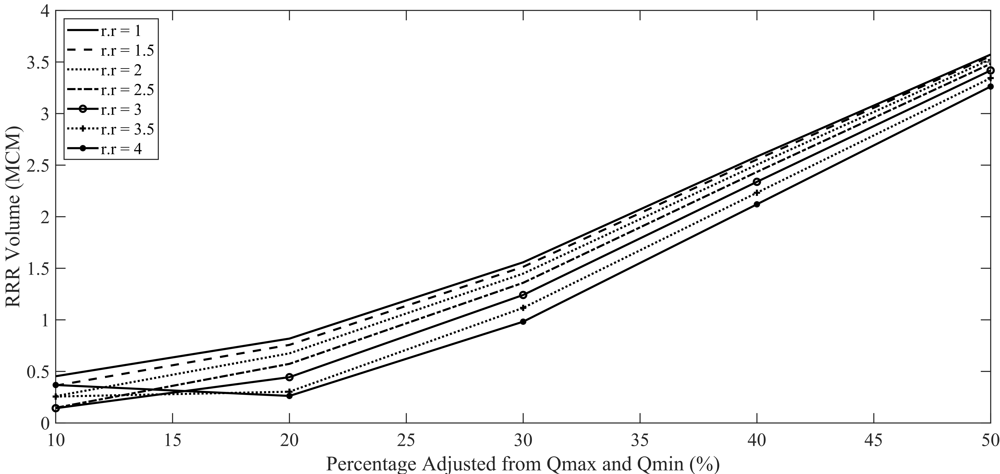 4
3.5
3
2.5
2
1.5
1
0.5
0
RRR Volume (MCM)
r.r = 1
r.r = 1.5
r.r = 2
r.r = 2.5
r.r = 3
r.r = 3.5
r.r = 4
10 15 20 25 30 35 40 45 50
Percentage Adjusted from Qmax and Qmin (%)